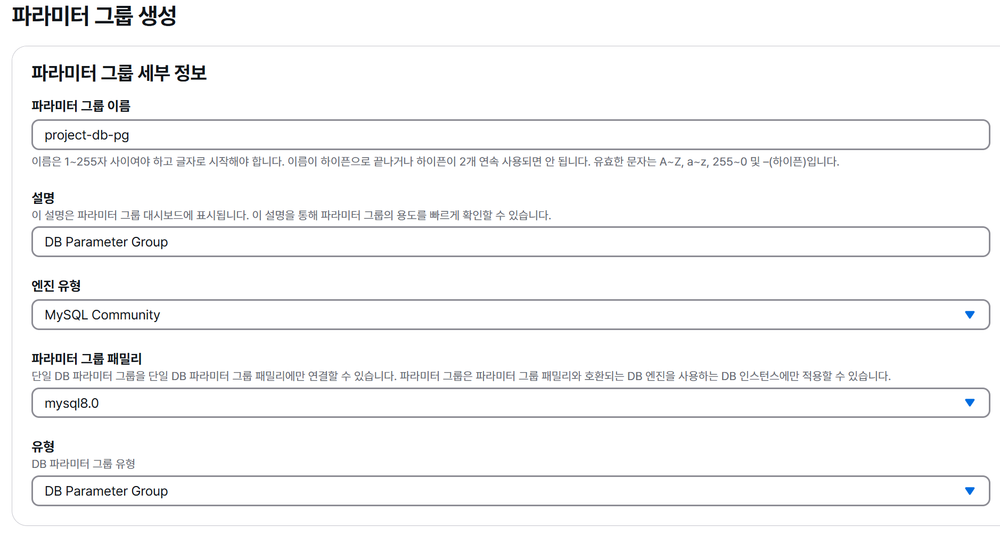 파라미터 그룹 생성
파라미터 그룹 세부 정보
파라미터 그룹 이름
project-db-pg
이름은 1~255자 사이여야 하고 글자로 시작해야 합니다. 이름이 하이픈으로 끝나거나 하이픈이 2개 연속 사용되면 안 됩니다. 유효한 문자는 A~Z, a~z, 255~0 및 –(하이픈)입니다.
설명
이 설명은 파라미터 그룹 대시보드에 표시됩니다. 이 설명을 통해 파라미터 그룹의 용도를 빠르게 확인할 수 있습니다.
DB Parameter Group
엔진 유형
MySQL Community
파라미터 그룹 패밀리
단일 DB 파라미터 그룹을 단일 DB 파라미터 그룹 패밀리에만 연결할 수 있습니다. 파라미터 그룹은 파라미터 그룹 패밀리와 호환되는 DB 엔진을 사용하는 DB 인스턴스에만 적용할 수 있습니다.
mysql8.0
유형
DB 파라미터 그룹 유형
DB Parameter Group